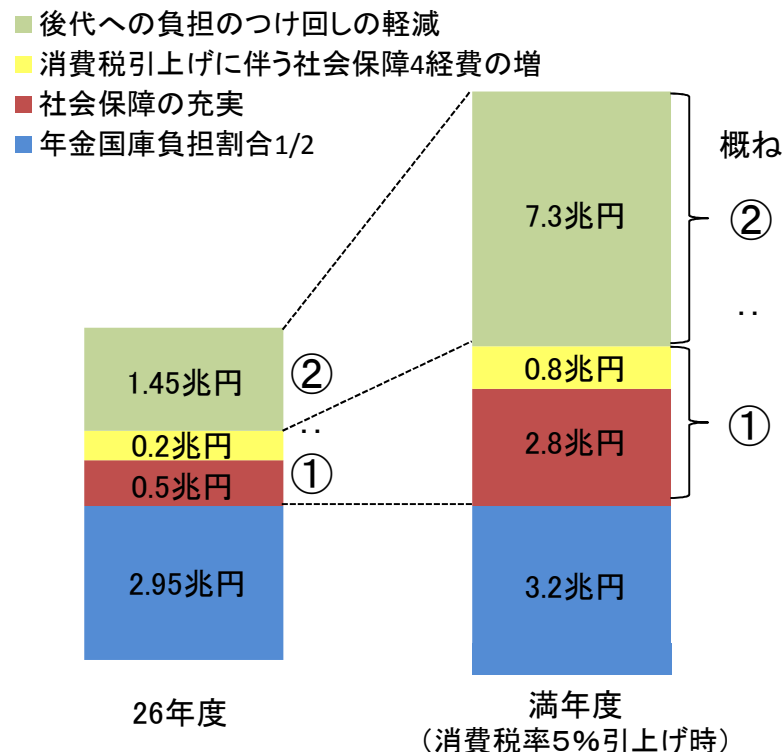 後代への負担のつけ回しの軽減
消費税引上げに伴う社会保障4経費の増
社会保障の充実
年金国庫負担割合1/2
概ね
7.3兆円
②
‥
1.45兆円
②
0.8兆円
‥
0.2兆円
2.8兆円
①
0.5兆円
①
2.95兆円
3.2兆円
26年度
満年度
（消費税率５％引上げ時）